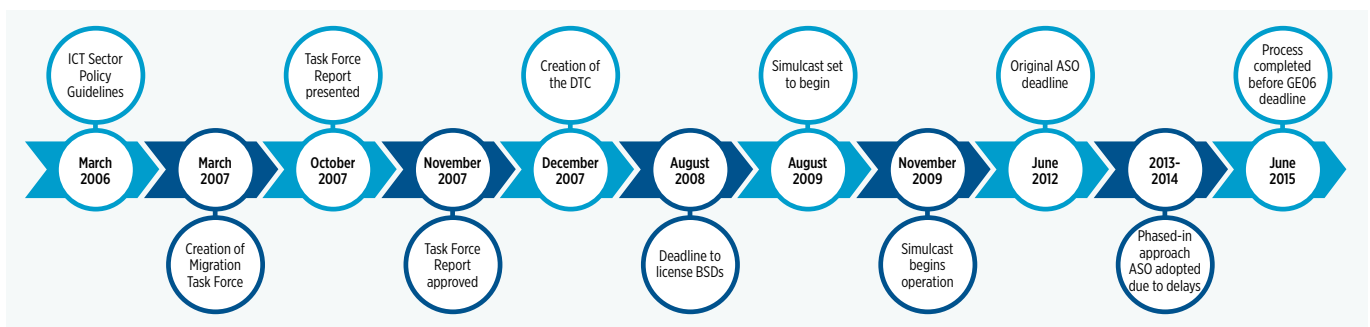 ICT Sector
Policy
Guidelines
March
2006
March
2007
Creation of
Migration
Task Force
Task Force
Report
presented
October
2007
November
2007
Task Force
Report
approved
Creation of
the DTC
December
2007
August
2008
Deadline to
license BSDs
Simulcast set
to begin
August
2009
November
2009
Simulcast
begins
operation
Original ASO
deadline
June
2012
2013-
2014
Phased-in
approach
ASO adopted
due to delays
Process
completed
before GE06
deadline
June
2015